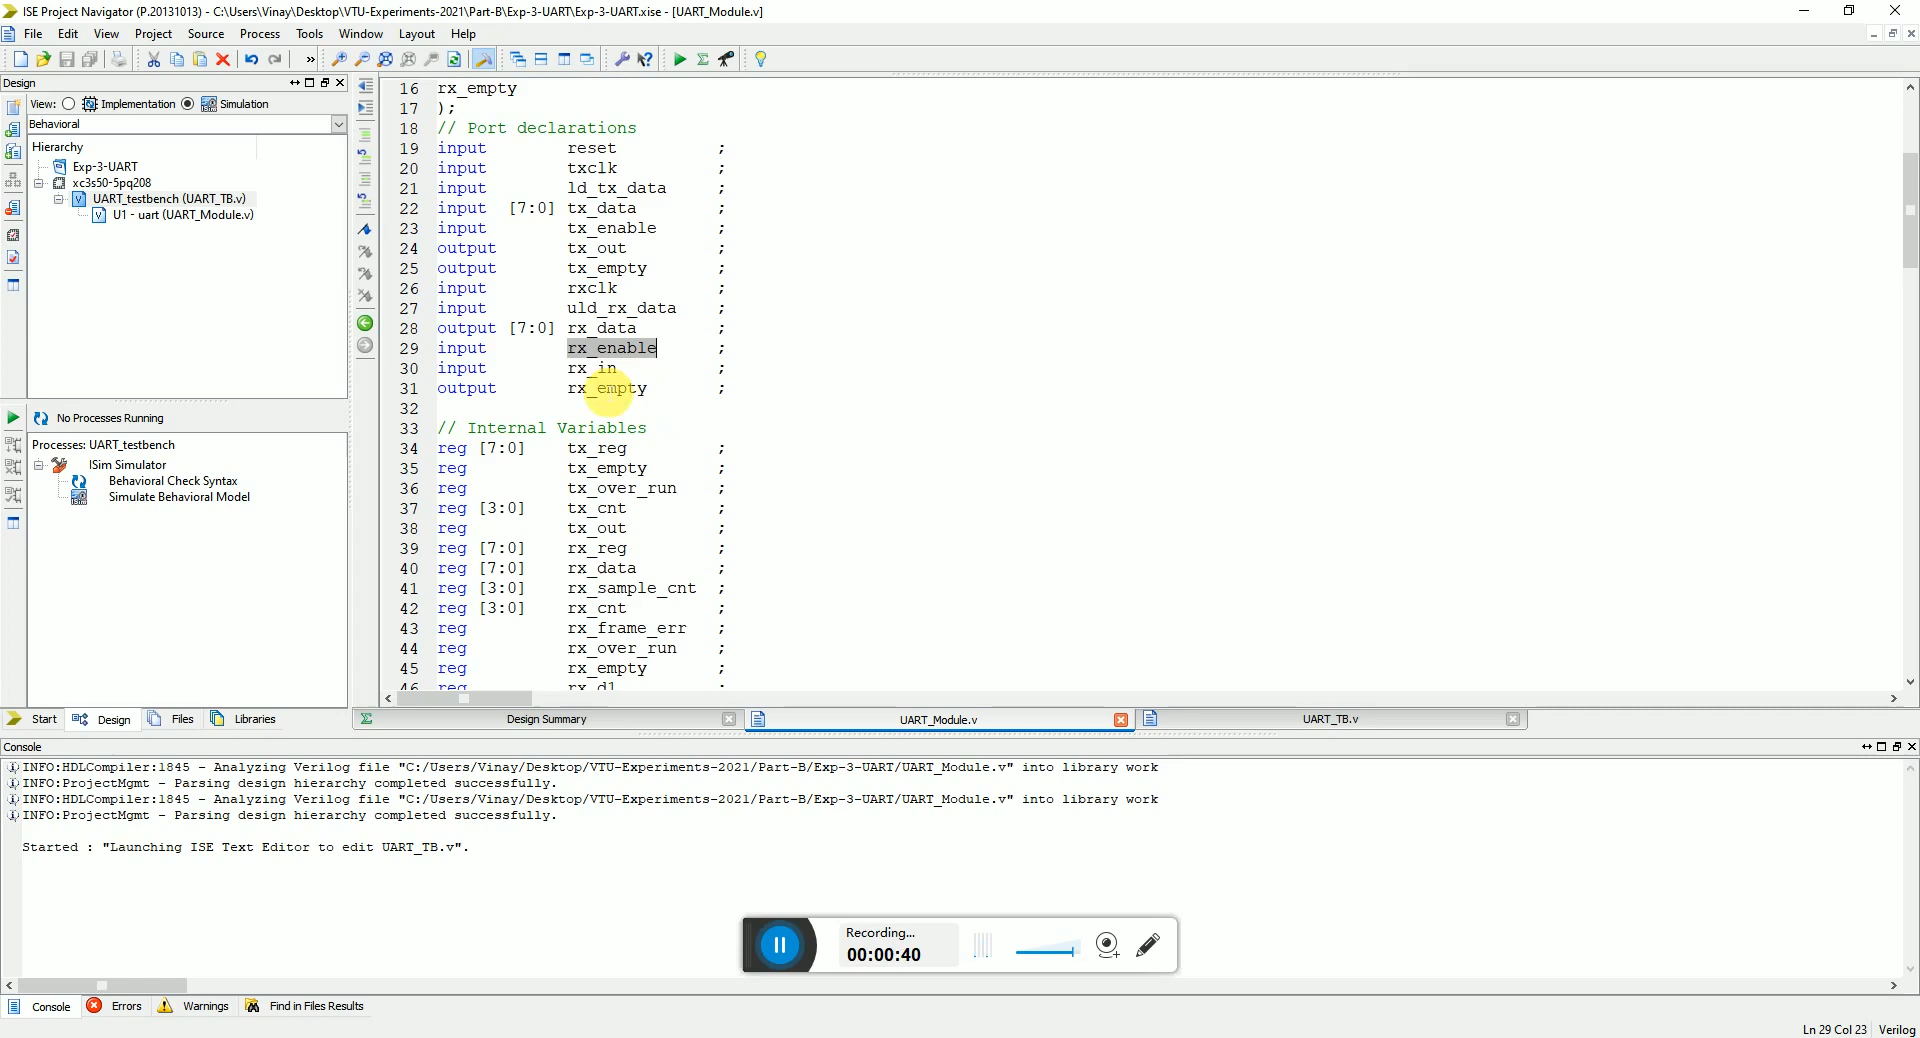 ISE Project Navigator (P.20131013) - C:\Users\Vinay\Desktop\VTU-Experiments-2021\Part-B\Exp-3-UART\Exp-3-UART.xise - [UART_Module.v]
File Edit View Project Source Process Tools Window Layout Help
Design
View: Implementation Simulation
Behavioral
Hierarchy
Exp-3-UART
xc3s50-5pq208
UART_testbench (UART_TB.v)
U1 - uart (UART_Module.v)
No Processes Running
Processes: UART_testbench
ISim Simulator
Behavioral Check Syntax
Simulate Behavioral Model
Start Design Files Libraries
16 rx_empty
17 );
18 // Port declarations
19 input reset ;
20 input txclk ;
21 input ld_tx_data ;
22 input [7:0] tx_data ;
23 input tx_enable ;
24 output tx_out ;
25 output tx_empty ;
26 input rxclk ;
27 input uld_rx_data ;
28 output [7:0] rx_data ;
29 input rx_enable ;
30 input rx_in ;
31 output rx_empty ;
32
33 // Internal Variables
34 reg [7:0] tx_reg ;
35 reg tx_empty ;
36 reg tx_over_run ;
37 reg [3:0] tx_cnt ;
38 reg tx_out ;
39 reg [7:0] rx_reg ;
40 reg [7:0] rx_data ;
41 reg [3:0] rx_sample_cnt ;
42 reg [3:0] rx_cnt ;
43 reg rx_frame_err ;
44 reg rx_over_run ;
45 reg rx_empty ;
46 reg rx_d1 ;
Design Summary UART_Module.v UART_TB.v
Console
INFO:HDLCompiler:1845 - Analyzing Verilog file "C:/Users/Vinay/Desktop/VTU-Experiments-2021/Part-B/Exp-3-UART/UART_Module.v" into library work
INFO:ProjectMgmt - Parsing design hierarchy completed successfully.
INFO:HDLCompiler:1845 - Analyzing Verilog file "C:/Users/Vinay/Desktop/VTU-Experiments-2021/Part-B/Exp-3-UART/UART_Module.v" into library work
INFO:ProjectMgmt - Parsing design hierarchy completed successfully.
Started : "Launching ISE Text Editor to edit UART_TB.v".
Recording...
00:00:40
Console Errors Warnings Find in Files Results
Ln 29 Col 23 Verilog